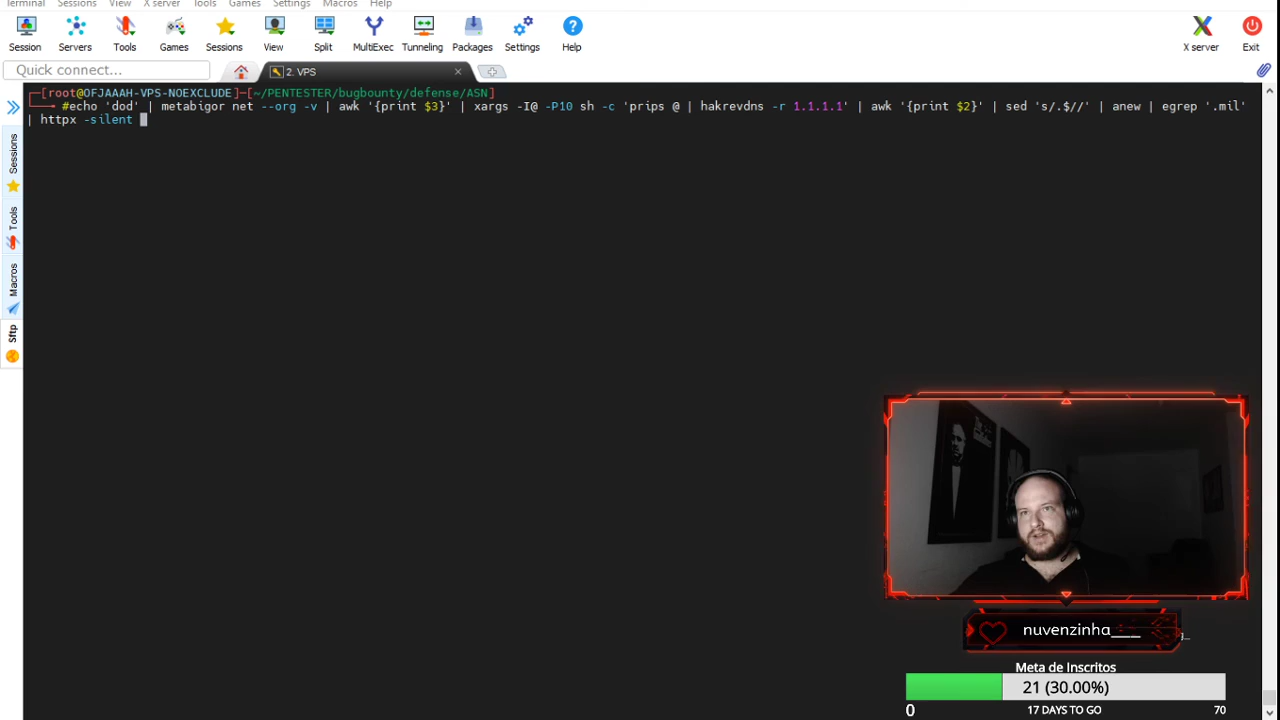 Terminal Sessions View X server Tools Games Settings Macros Help
Session Servers Tools Games Sessions View Split MultiExec Tunneling Packages Settings Help X server Exit
Quick connect... 2. VPS
[root@OFJAAAH-VPS-NOEXCLUDE]-[~/PENTESTER/bugbounty/defense/ASN]
#echo 'dod' | metabigor net --org -v | awk '{print $3}' | xargs -I@ -P10 sh -c 'prips @ | hakrevdns -r 1.1.1.1' | awk '{print $2}' | sed 's/.$//' | anew | egrep '.mil'
| httpx -silent
Sessions
Tools
Macros
Sftp
nuvenzinha___
Meta de Inscritos
21 (30.00%)
0 17 DAYS TO GO 70